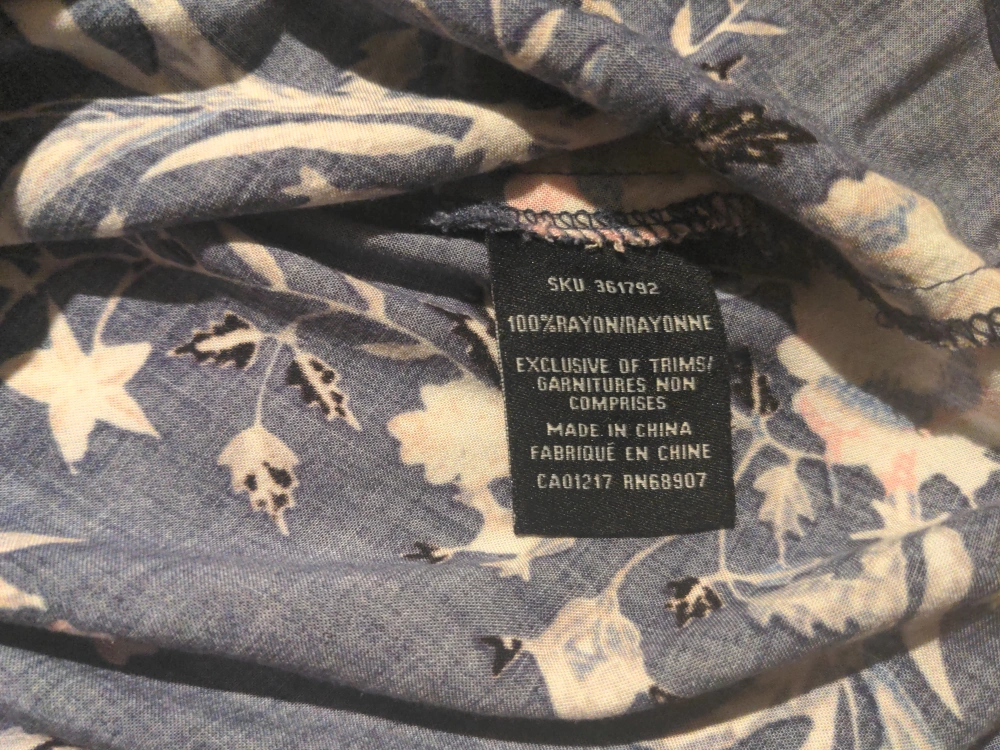 SKU 361792
100%RAYON/RAYONNE
EXCLUSIVE OF TRIMS/
GARNITURES NON
COMPRISES
MADE IN CHINA
FABRIQUÉ EN CHINE
CA01217 RN68907